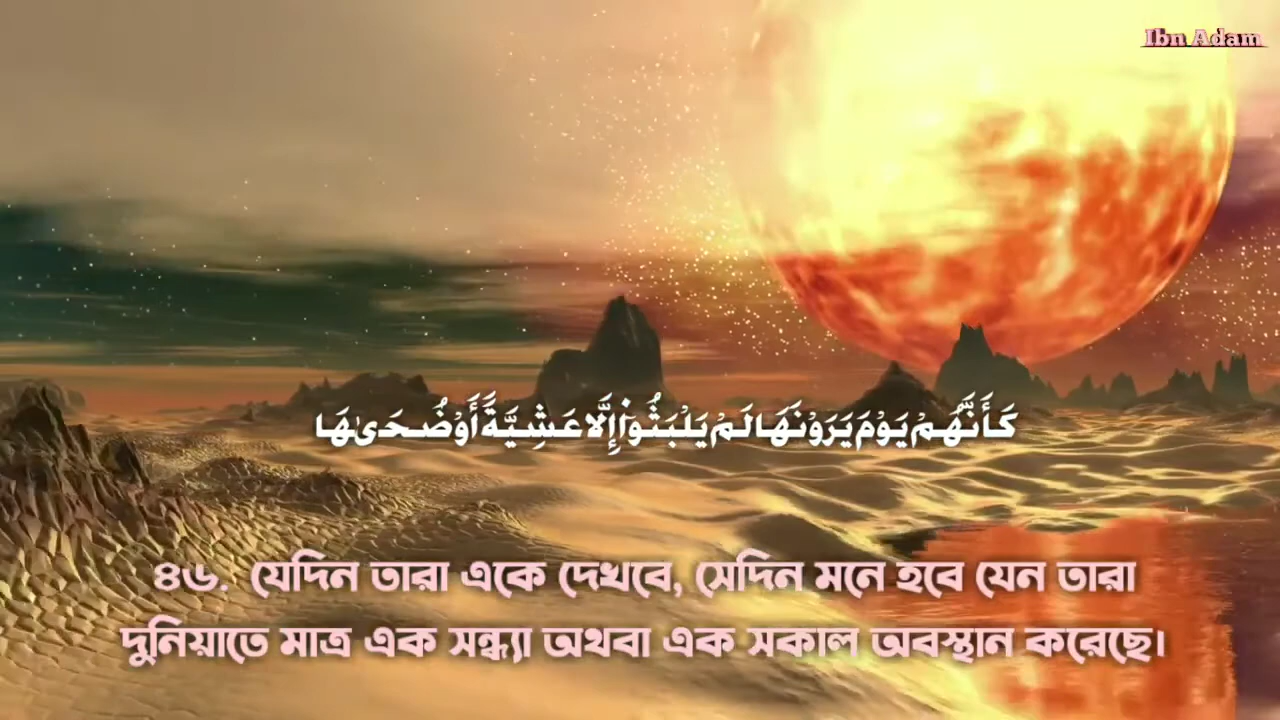 Ibn Adam
كَأَنَّهُمْ يَوْمَ يَرَوْنَهَا لَمْ يَلْبَثُوٓا۟ إِلَّا عَشِيَّةً أَوْ ضُحَىٰهَا
৪৬. যেদিন তারা একে দেখবে, সেদিন মনে হবে যেন তারা
দুনিয়াতে মাত্র এক সন্ধ্যা অথবা এক সকাল অবস্থান করেছে।